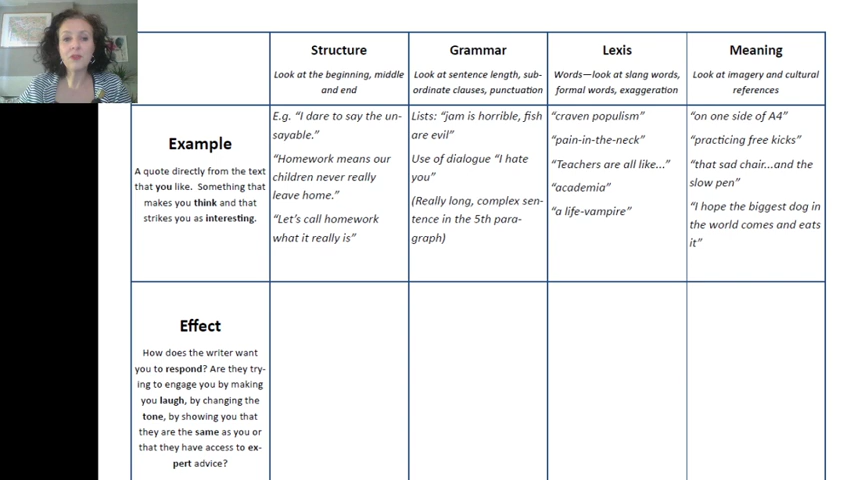 Structure
Look at the beginning, middle
and end
Grammar
Look at sentence length, sub-
ordinate clauses, punctuation
Lexis
Words—look at slang words,
formal words, exaggeration
Meaning
Look at imagery and cultural
references
Example
A quote directly from the text
that you like. Something that
makes you think and that
strikes you as interesting.
E.g. “I dare to say the un-
sayable.”
“Homework means our
children never really
leave home.”
“Let’s call homework
what it really is”
Lists: “jam is horrible, fish
are evil”
Use of dialogue “I hate
you”
(Really long, complex sen-
tence in the 5th para-
graph)
“craven populism”
“pain-in-the-neck”
“Teachers are all like...”
“academia”
“a life-vampire”
“on one side of A4”
“practicing free kicks”
“that sad chair...and the
slow pen”
“I hope the biggest dog in
the world comes and eats
it”
Effect
How does the writer want
you to respond? Are they try-
ing to engage you by making
you laugh, by changing the
tone, by showing you that
they are the same as you or
that they have access to ex-
pert advice?